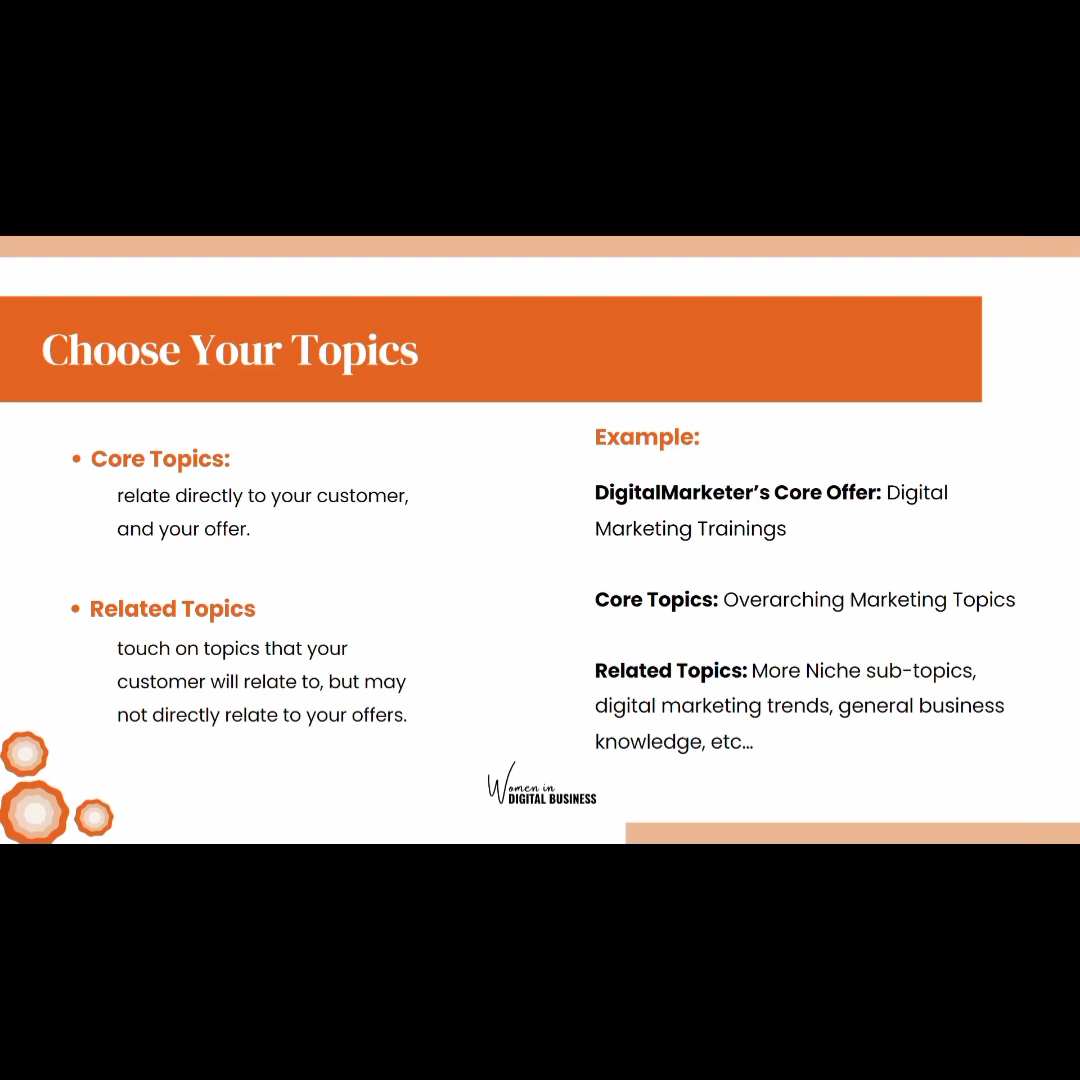 Choose Your Topics
• Core Topics:
relate directly to your customer,
and your offer.
• Related Topics
touch on topics that your
customer will relate to, but may
not directly relate to your offers.
Example:
DigitalMarketer’s Core Offer: Digital
Marketing Trainings
Core Topics: Overarching Marketing Topics
Related Topics: More Niche sub-topics,
digital marketing trends, general business
knowledge, etc...
Women in
DIGITAL BUSINESS